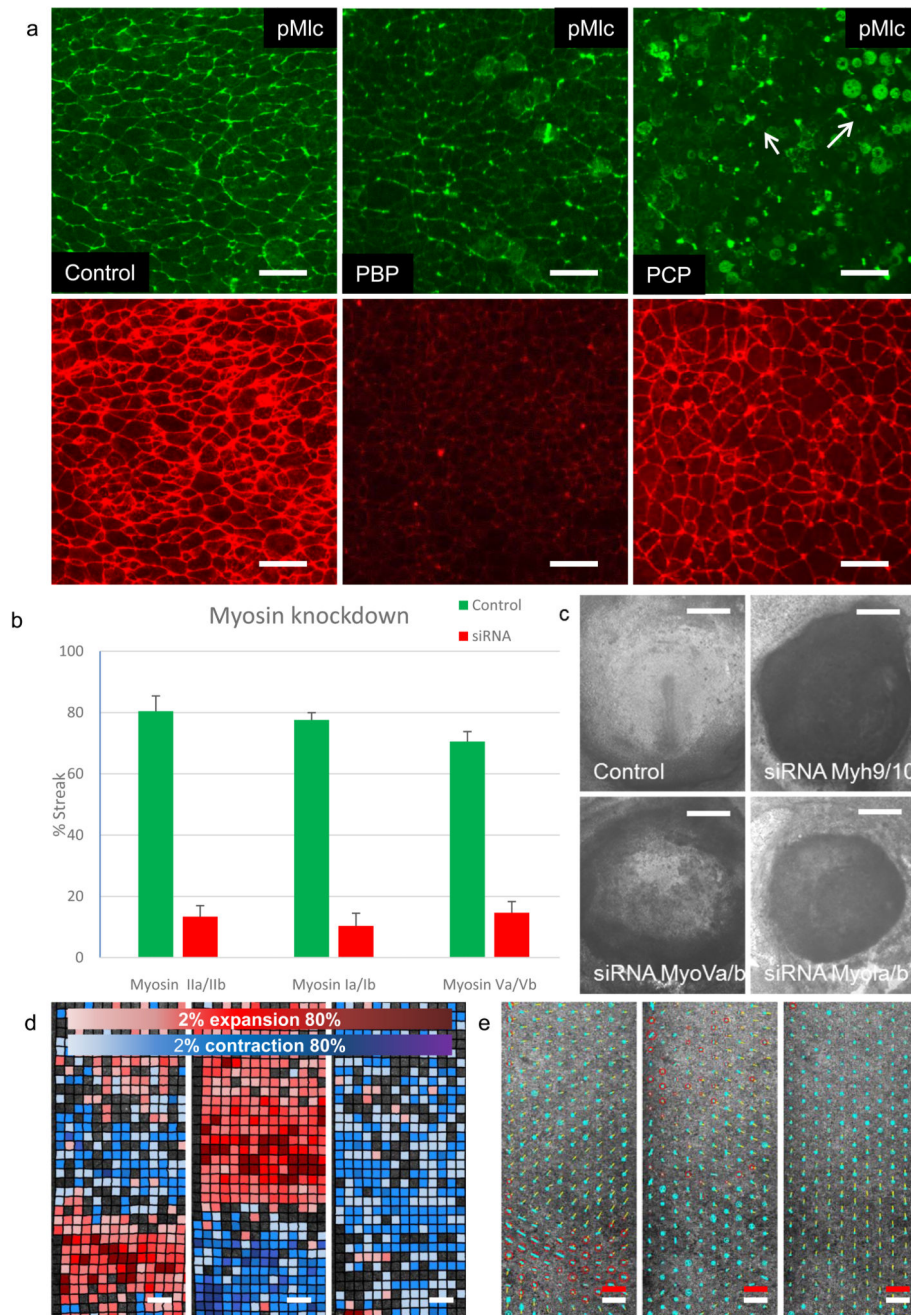 a
pMlc
pMlc
pMlc
Control
PBP
PCP
b
Myosin knockdown
Control
siRNA
% Streak
100
80
60
40
20
0
Myosin IIa/IIb
Myosin Ia/Ib
Myosin Va/Vb
c
Control
siRNA Myh9/10
siRNA MyoVa/b
siRNA MyoIa/b
d
2% expansion 80%
2% contraction 80%
e